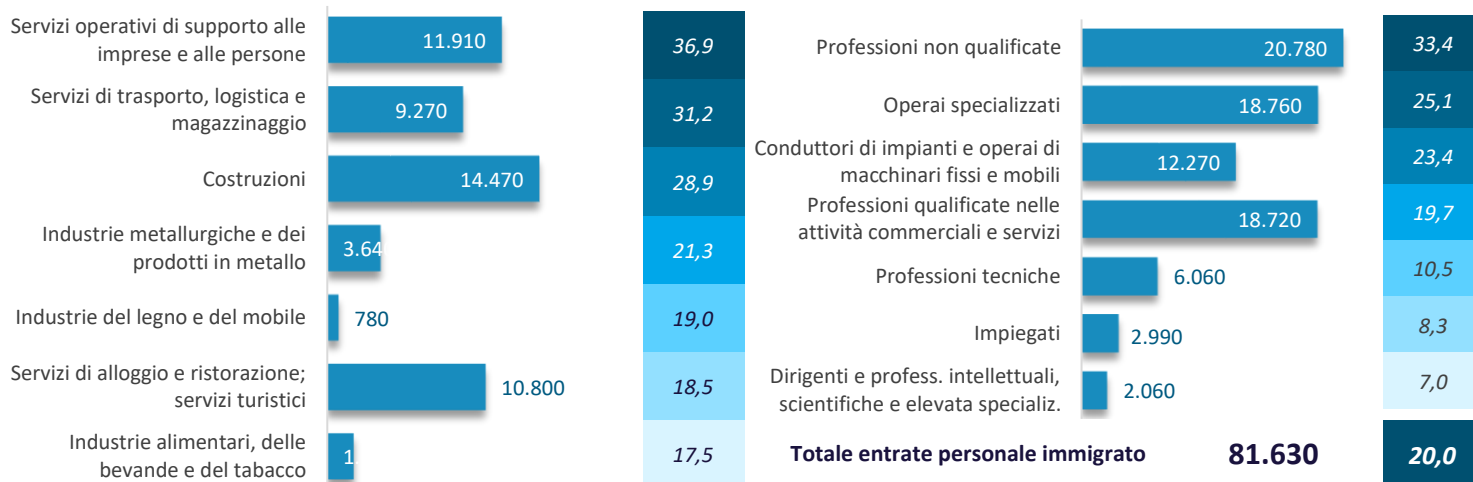 Servizi operativi di supporto alle
imprese e alle persone
11.910
36,9
Servizi di trasporto, logistica e
magazzinaggio
9.270
31,2
Costruzioni
14.470
28,9
Industrie metallurgiche e dei
prodotti in metallo
3.64
21,3
Industrie del legno e del mobile
780
19,0
Servizi di alloggio e ristorazione;
servizi turistici
10.800
18,5
Industrie alimentari, delle
bevande e del tabacco
17,5
Professioni non qualificate
20.780
33,4
Operai specializzati
18.760
25,1
Conduttori di impianti e operai di
macchinari fissi e mobili
12.270
23,4
Professioni qualificate nelle
attività commerciali e servizi
18.720
19,7
Professioni tecniche
6.060
10,5
Impiegati
2.990
8,3
Dirigenti e profess. intellettuali,
scientifiche e elevata specializ.
2.060
7,0
Totale entrate personale immigrato 81.630 20,0